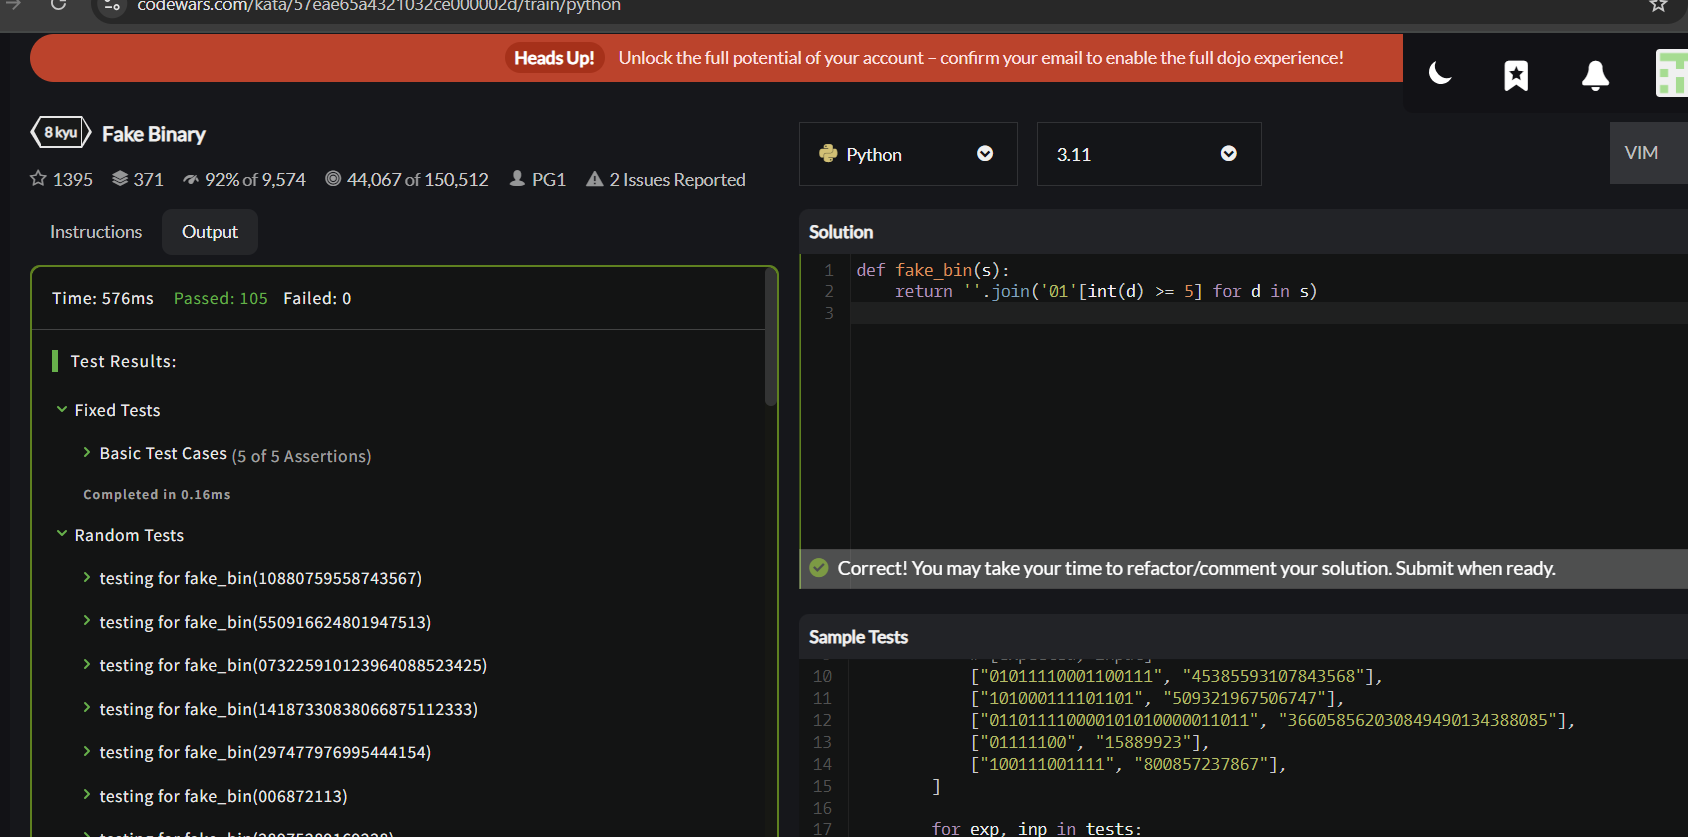 codewars.com/kata/57eae65a4321032ce000002d/train/python
Heads Up! Unlock the full potential of your account – confirm your email to enable the full dojo experience!
8 kyu Fake Binary
1395 371 92% of 9,574 44,067 of 150,512 PG1 2 Issues Reported
Python
3.11
VIM
Instructions
Output
Time: 576ms Passed: 105 Failed: 0
Test Results:
Fixed Tests
Basic Test Cases (5 of 5 Assertions)
Completed in 0.16ms
Random Tests
testing for fake_bin(10880759558743567)
testing for fake_bin(550916624801947513)
testing for fake_bin(073225910123964088523425)
testing for fake_bin(14187330838066875112333)
testing for fake_bin(297477976995444154)
testing for fake_bin(006872113)
Solution
1 def fake_bin(s):
2 return ''.join('01'[int(d) >= 5] for d in s)
3
Correct! You may take your time to refactor/comment your solution. Submit when ready.
Sample Tests
10 ["01011110001100111", "45385593107843568"],
11 ["101000111101101", "509321967506747"],
12 ["011011110000101010000011011", "366058562030849490134388085"],
13 ["01111100", "15889923"],
14 ["100111001111", "800857237867"],
15 ]
16
17 for exp, inp in tests: